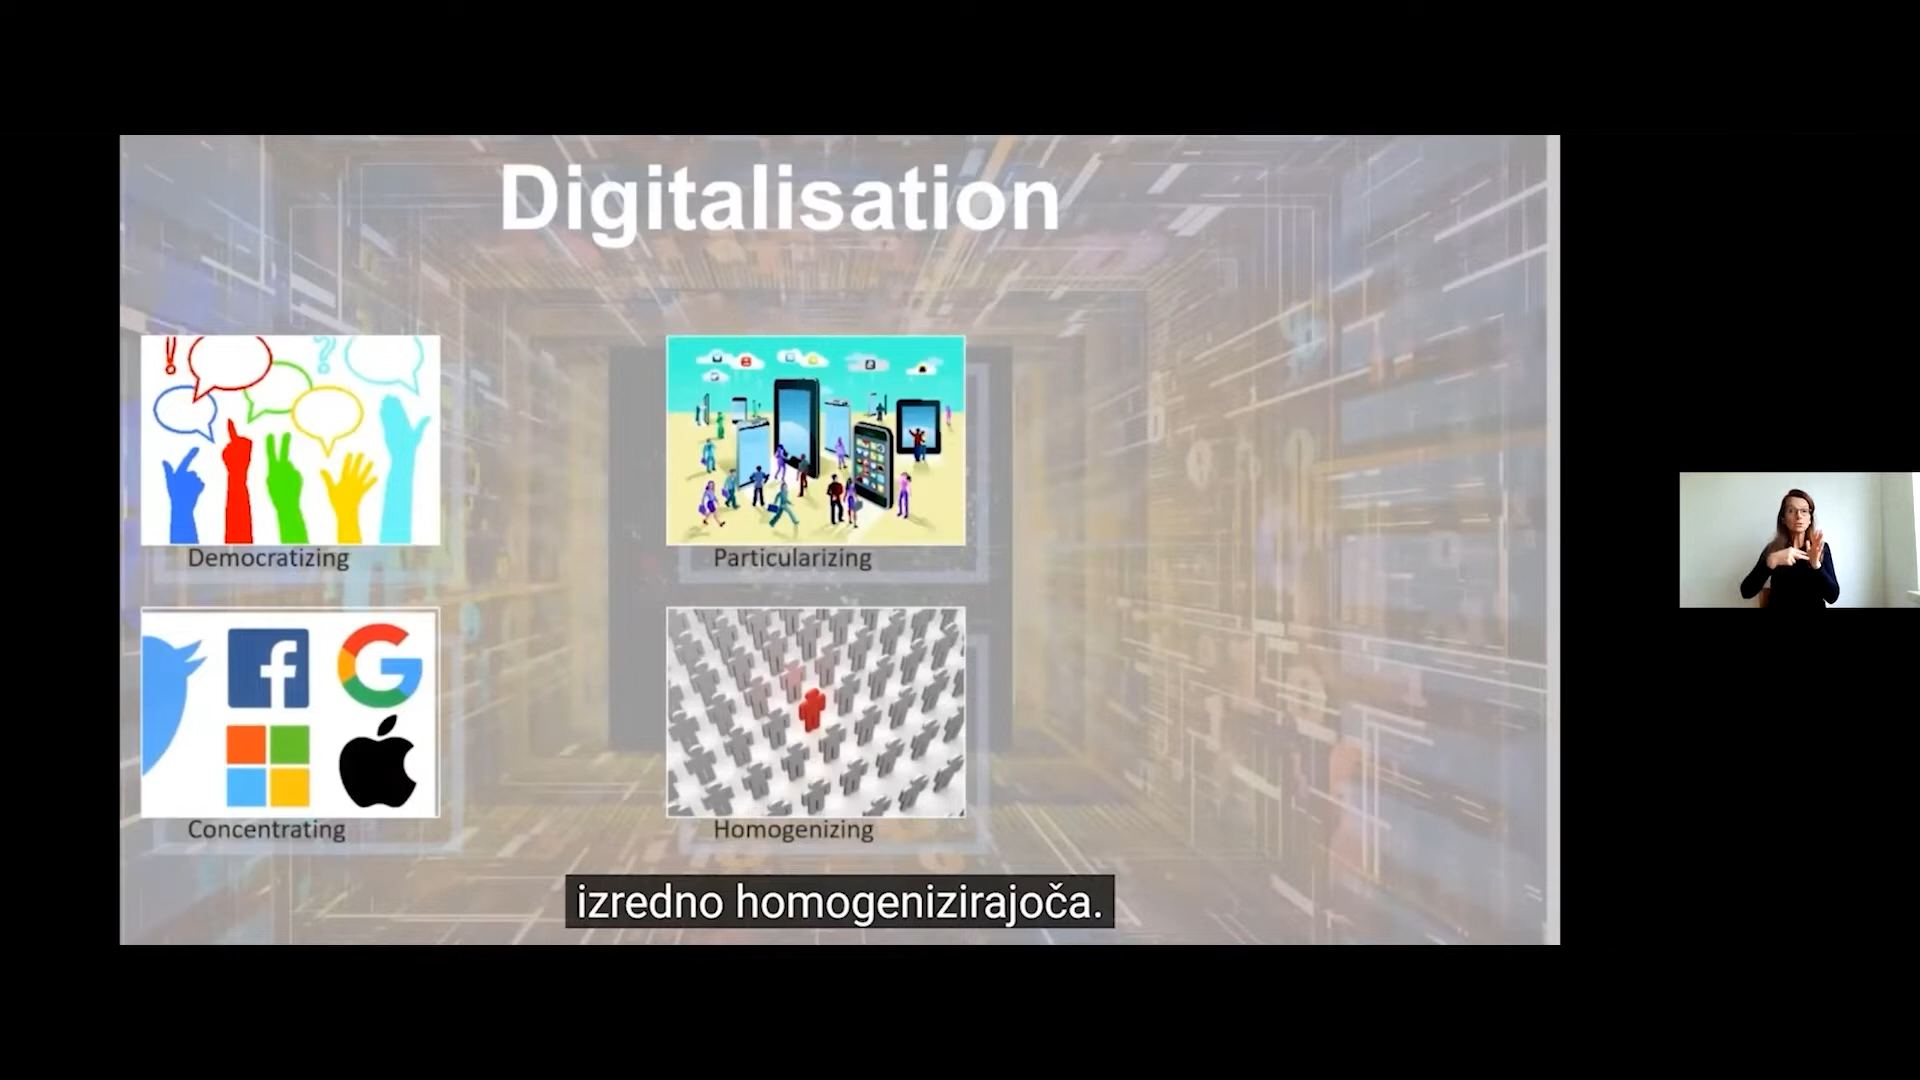 Digitalisation
! ?
Democratizing
Particularizing
Concentrating
Homogenizing
izredno homogenizirajoča.